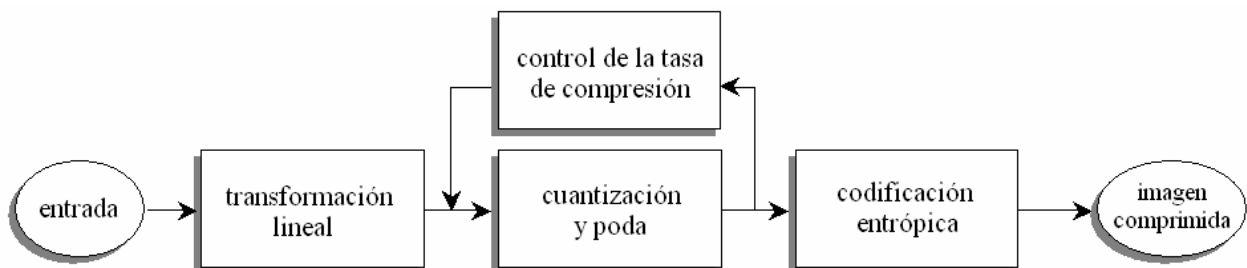 control de la tasa
de compresión
entrada
transformación
lineal
cuantización
y poda
codificación
entrópica
imagen
comprimida